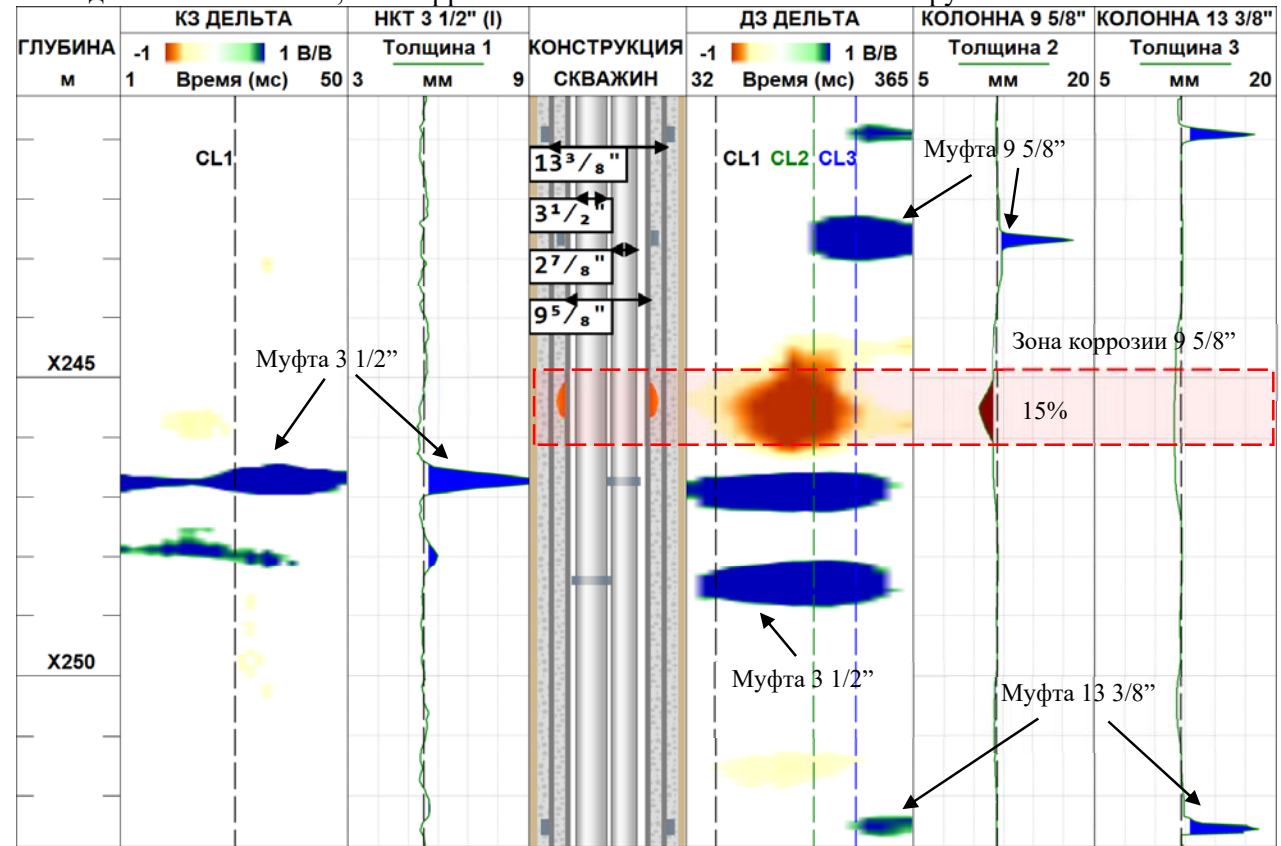 КЗ ДЕЛЬТА
НКТ 3 1/2" (I)
ДЗ ДЕЛЬТА
КОЛОННА 9 5/8"
КОЛОННА 13 3/8"
ГЛУБИНА
м
-1 1 В/В
1 Время (мс) 50
Толщина 1
3 мм 9
КОНСТРУКЦИЯ
СКВАЖИН
-1 1 В/В
32 Время (мс) 365
Толщина 2
5 мм 20
Толщина 3
5 мм 20
CL1
13³/₈"
3¹/₂"
2⁷/₈"
9⁵/₈"
CL1 CL2 CL3
Муфта 9 5/8”
X245
Муфта 3 1/2”
Зона коррозии 9 5/8”
15%
X250
Муфта 3 1/2”
Муфта 13 3/8”